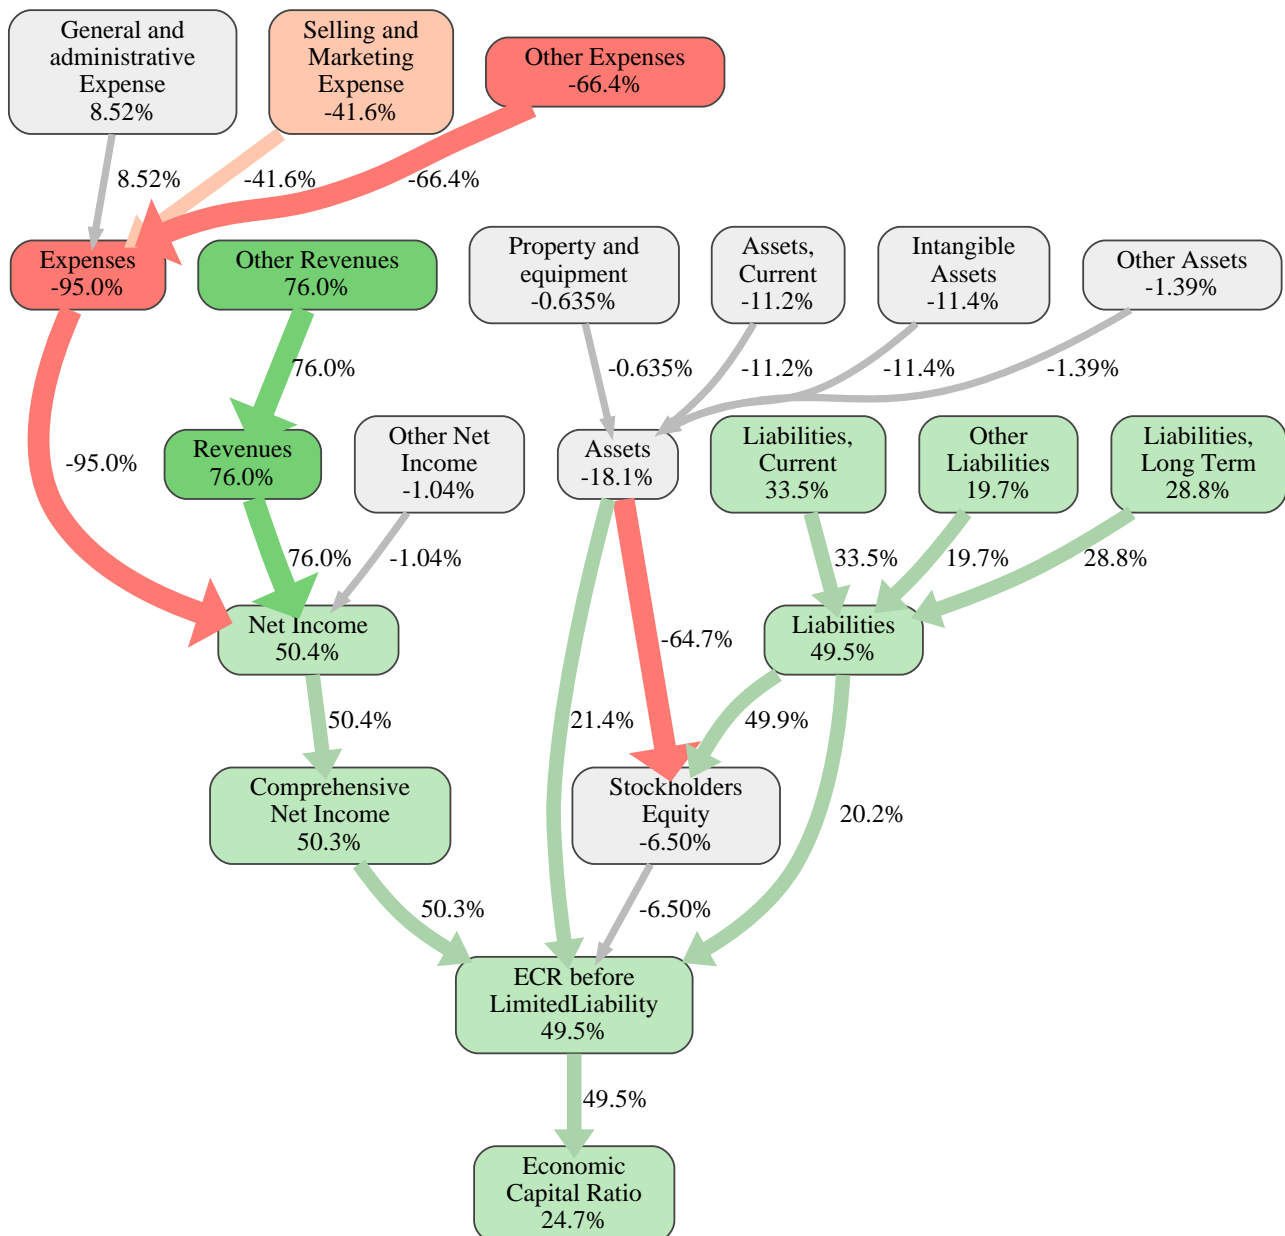 General and
administrative
Expense
8.52%
Selling and
Marketing
Expense
-41.6%
Other Expenses
-66.4%
8.52%
-41.6%
-66.4%
Expenses
-95.0%
Other Revenues
76.0%
Property and
equipment
-0.635%
Assets,
Current
-11.2%
Intangible
Assets
-11.4%
Other Assets
-1.39%
76.0%
-0.635%
-11.2%
-11.4%
-1.39%
-95.0%
Revenues
76.0%
Other Net
Income
-1.04%
Assets
-18.1%
Liabilities,
Current
33.5%
Other
Liabilities
19.7%
Liabilities,
Long Term
28.8%
76.0%
-1.04%
33.5%
19.7%
28.8%
Net Income
50.4%
-64.7%
Liabilities
49.5%
50.4%
21.4%
49.9%
Comprehensive
Net Income
50.3%
Stockholders
Equity
-6.50%
20.2%
50.3%
-6.50%
ECR before
LimitedLiability
49.5%
49.5%
Economic
Capital Ratio
24.7%